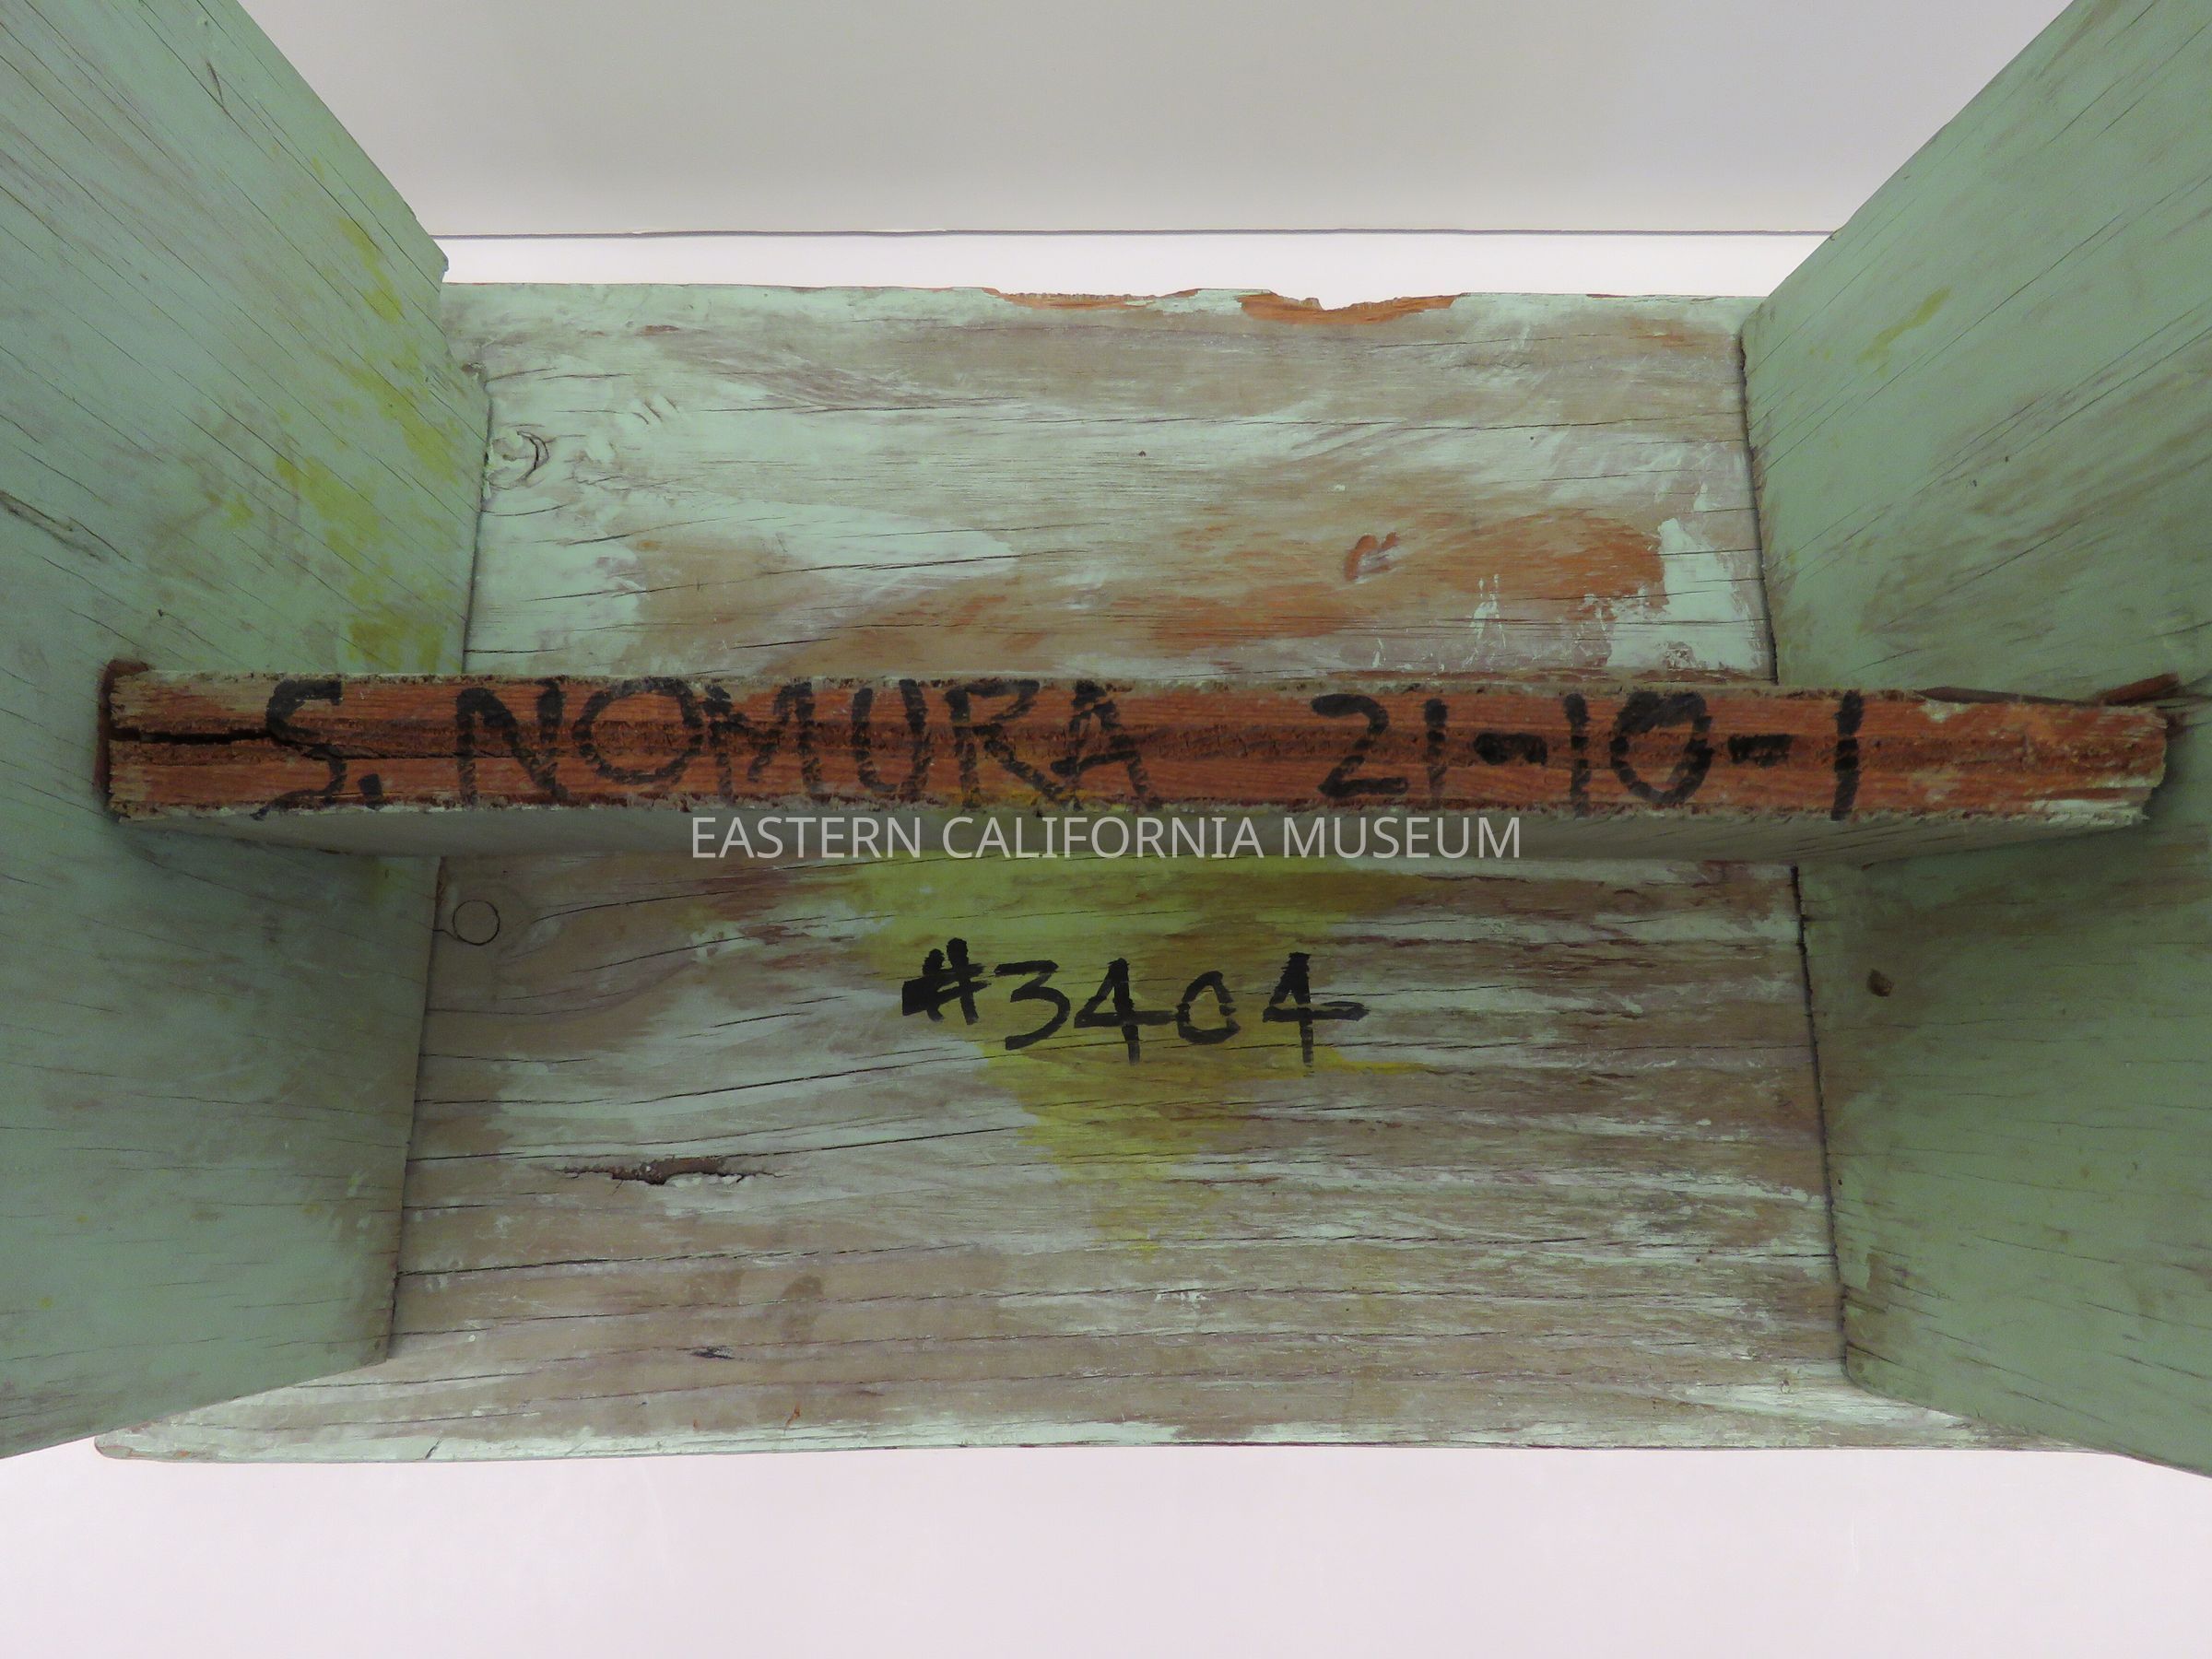 S. NOMURA 21-10-1
EASTERN CALIFORNIA MUSEUM
#3404